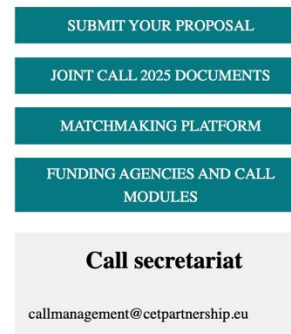 SUBMIT YOUR PROPOSAL
JOINT CALL 2025 DOCUMENTS
MATCHMAKING PLATFORM
FUNDING AGENCIES AND CALL
MODULES
Call secretariat
callmanagement@cetpartnership.eu